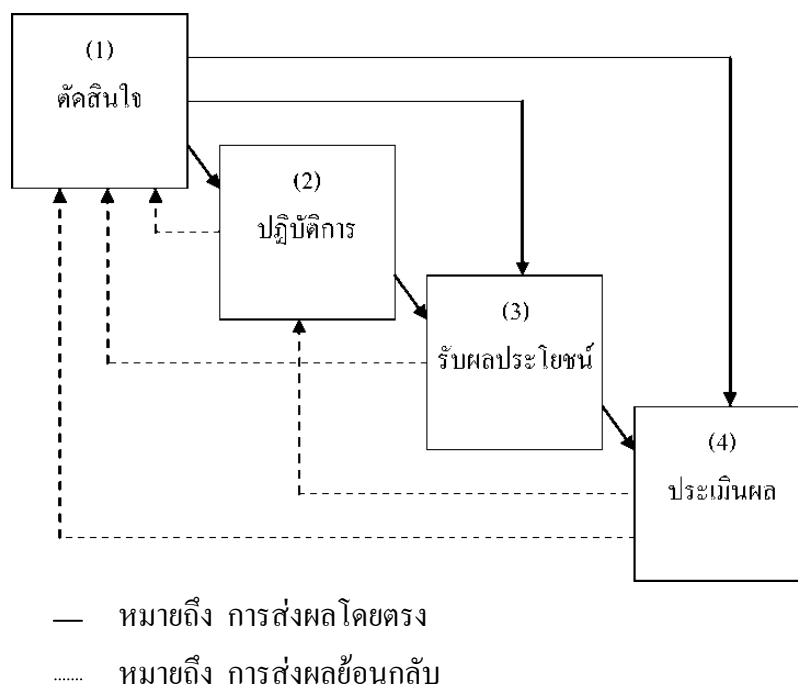 (1)
ตัดสินใจ
(2)
ปฏิบัติการ
(3)
รับผลประโยชน์
(4)
ประเมินผล
หมายถึง การส่งผลโดยตรง
หมายถึง การส่งผลย้อนกลับ